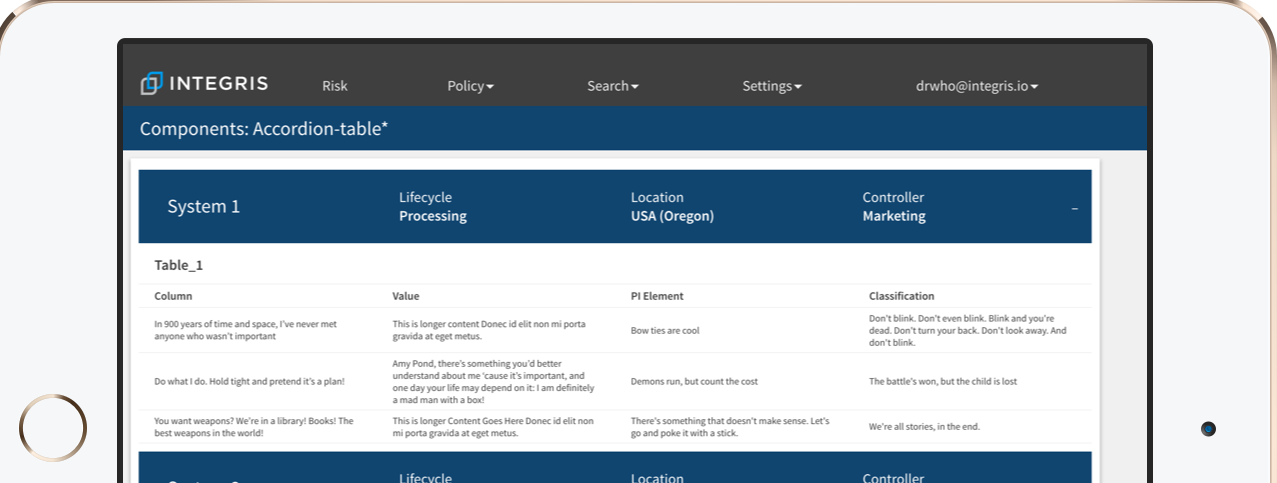 INTEGRIS Risk Policy Search Settings drwho@integris.io
Components: Accordion-table*
System 1
Lifecycle
Processing
Location
USA (Oregon)
Controller
Marketing
–
Table_1
Column Value PI Element Classification
In 900 years of time and space, I've never met
anyone who wasn't important
This is longer content Donec id elit non mi porta
gravida at eget metus.
Bow ties are cool
Don't blink. Don't even blink. Blink and you're
dead. Don't turn your back. Don't look away. And
don't blink.
Do what I do. Hold tight and pretend it's a plan!
Amy Pond, there's something you'd better
understand about me 'cause it's important, and
one day your life may depend on it: I am definitely
a mad man with a box!
Demons run, but count the cost
The battle's won, but the child is lost
You want weapons? We're in a library! Books! The
best weapons in the world!
This is longer Content Goes Here Donec id elit non
mi porta gravida at eget metus.
There's something that doesn't make sense. Let's
go and poke it with a stick.
We're all stories, in the end.
Lifecycle Location Controller